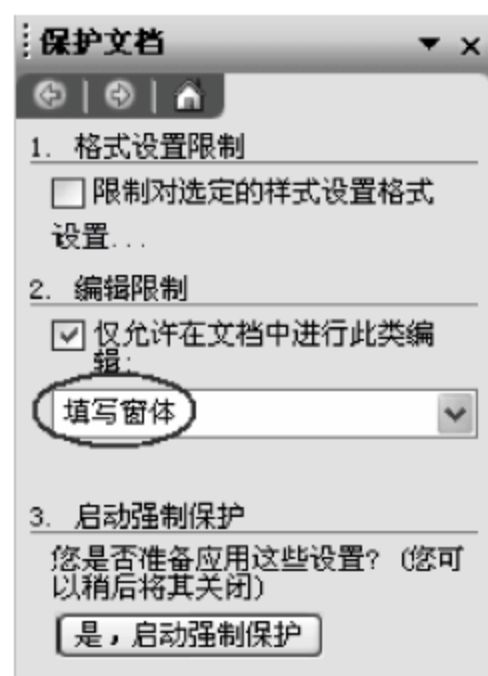 保护文档
1. 格式设置限制
限制对选定的样式设置格式
设置...
2. 编辑限制
仅允许在文档中进行此类编
辑:
填写窗体
3. 启动强制保护
您是否准备应用这些设置? (您可
以稍后将其关闭)
是，启动强制保护